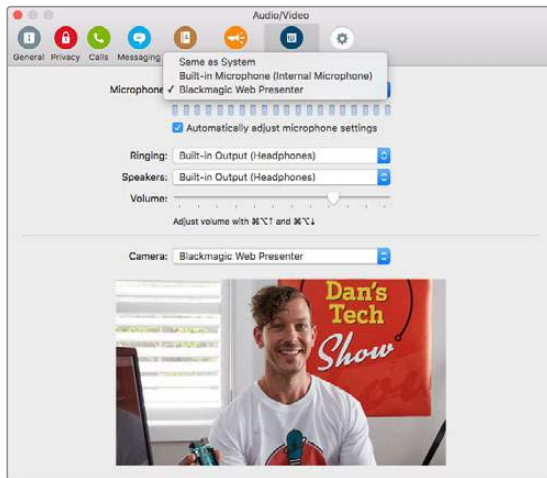 Audio/Video
General Privacy Calls Messaging
Same as System
Built-in Microphone (Internal Microphone)
Microphone ✓ Blackmagic Web Presenter
Automatically adjust microphone settings
Ringing: Built-in Output (Headphones)
Speakers: Built-in Output (Headphones)
Volume:
Adjust volume with ⌘⌥↑ and ⌘⌥↓
Camera: Blackmagic Web Presenter
Dan's
Tech
Show